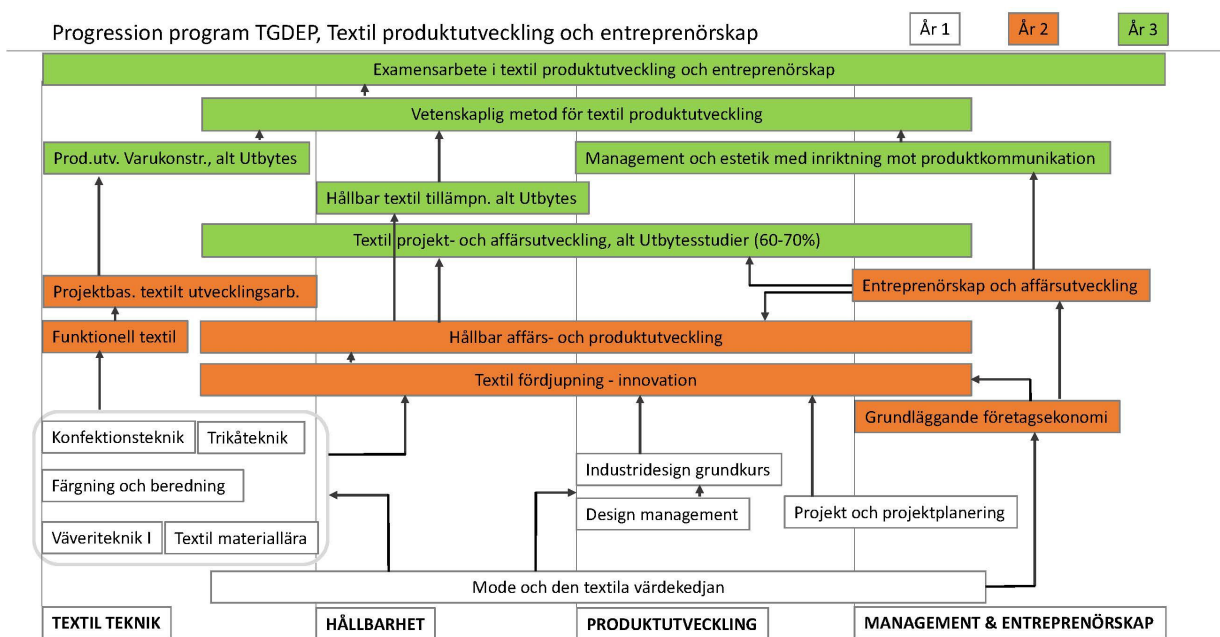 Progression program TGDEP, Textil produktutveckling och entreprenörskap
År 1
År 2
År 3
Examensarbete i textil produktutveckling och entreprenörskap
Vetenskaplig metod för textil produktutveckling
Prod.utv. Varukonstr., alt Utbytes
Management och estetik med inriktning mot produktkommunikation
Hållbar textil tillämpn. alt Utbytes
Textil projekt- och affärsutveckling, alt Utbytesstudier (60-70%)
Projektbas. textilt utvecklingsarb.
Entreprenörskap och affärsutveckling
Funktionell textil
Hållbar affärs- och produktutveckling
Textil fördjupning - innovation
Grundläggande företagsekonomi
Konfektionsteknik
Trikåteknik
Industridesign grundkurs
Färgning och beredning
Design management
Projekt och projektplanering
Väveriteknik I
Textil materiallära
Mode och den textila värdekedjan
TEXTIL TEKNIK
HÅLLBARHET
PRODUKTUTVECKLING
MANAGEMENT & ENTREPRENÖRSKAP